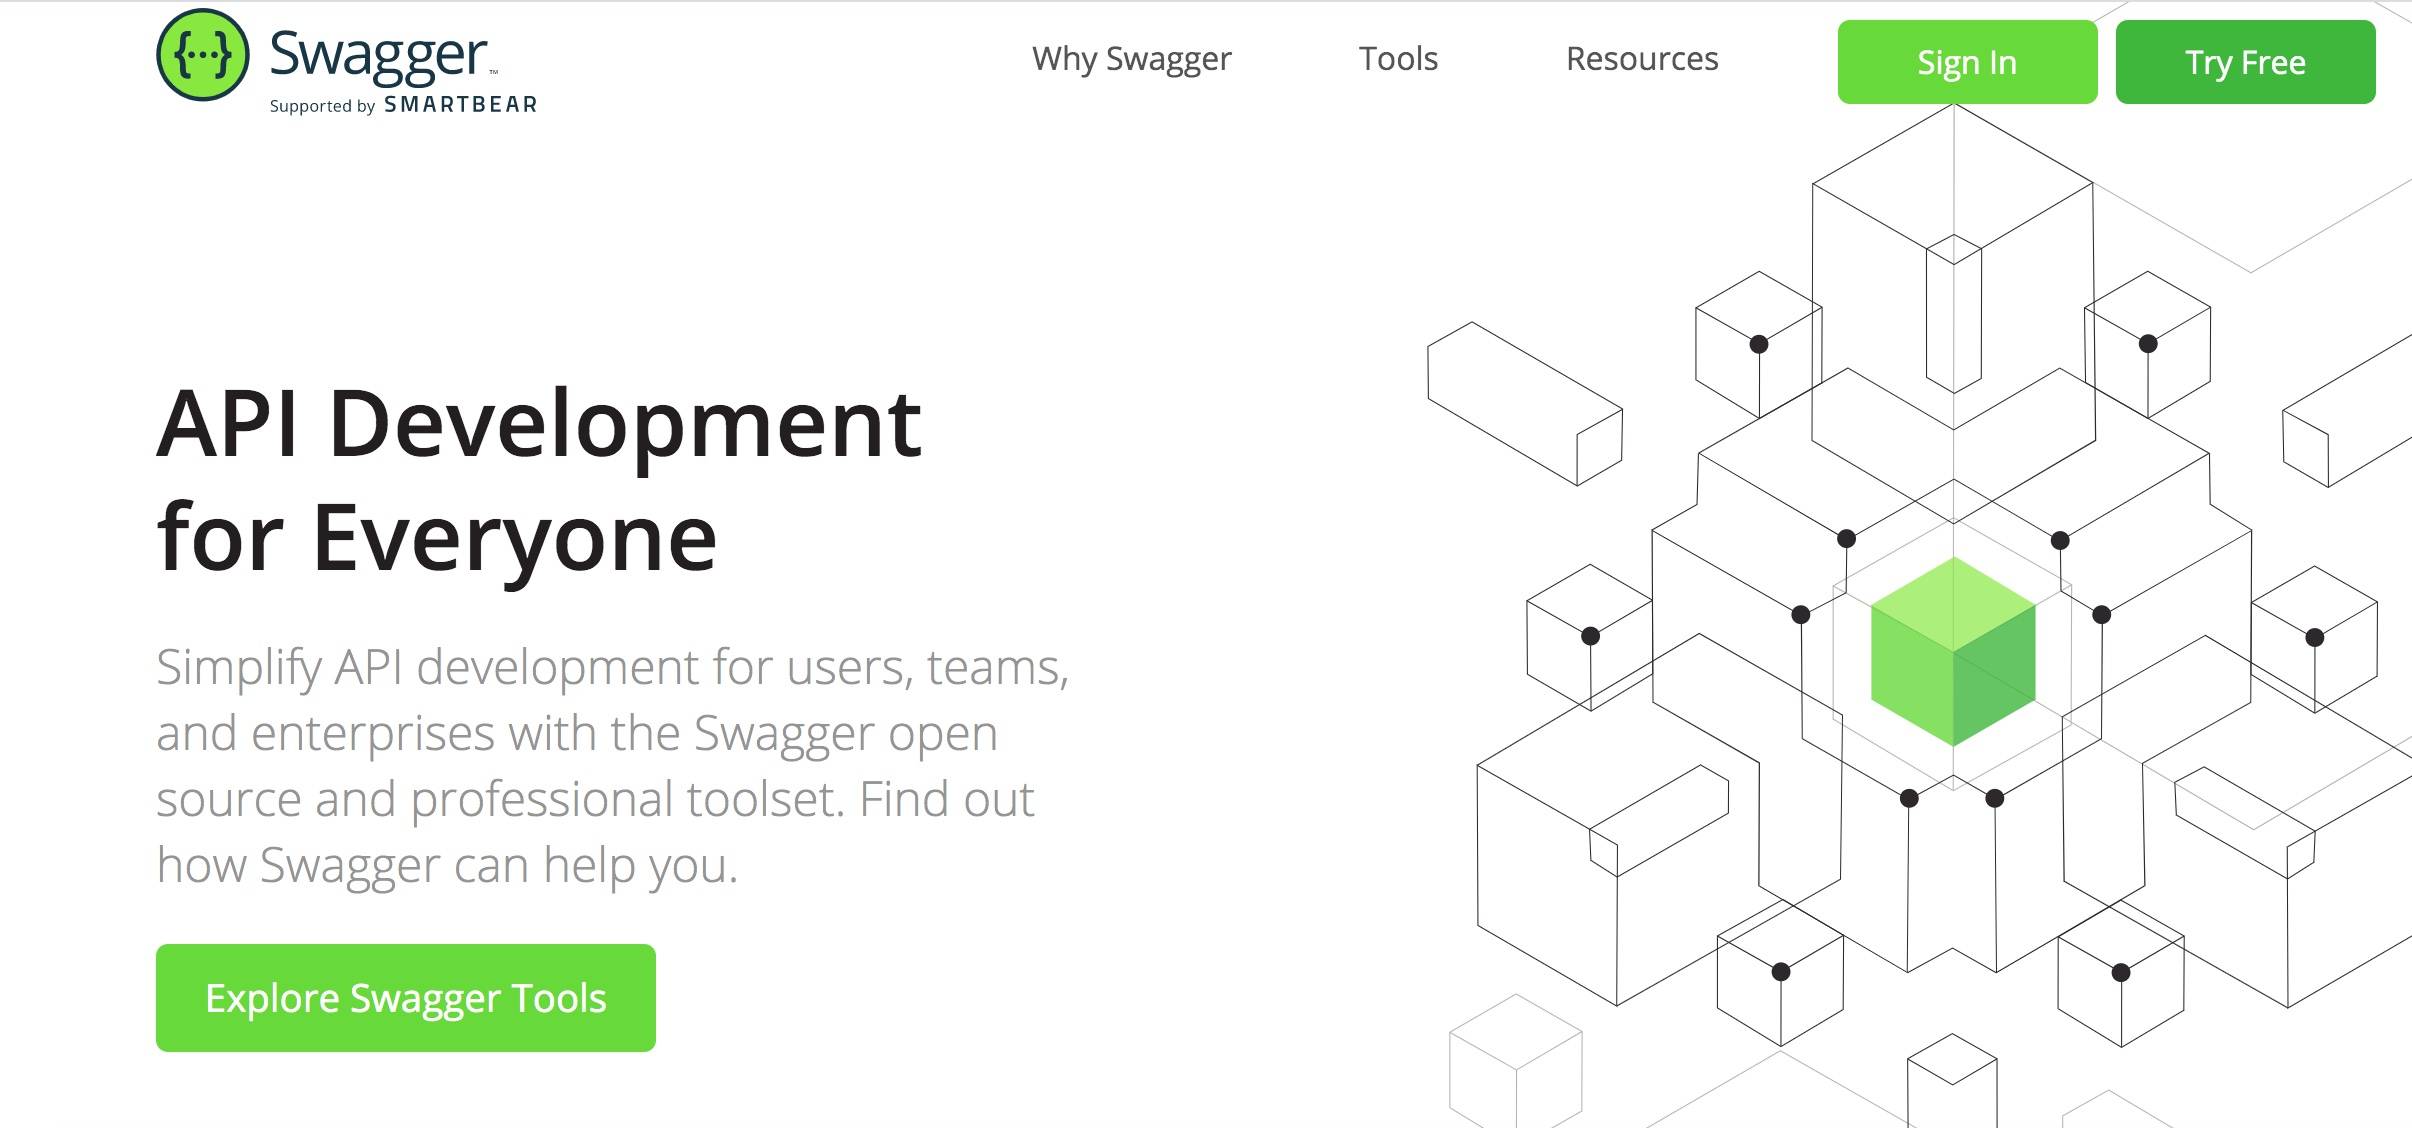 {...} Swagger™
Supported by SMARTBEAR
Why Swagger
Tools
Resources
Sign In
Try Free
API Development
for Everyone
Simplify API development for users, teams,
and enterprises with the Swagger open
source and professional toolset. Find out
how Swagger can help you.
Explore Swagger Tools